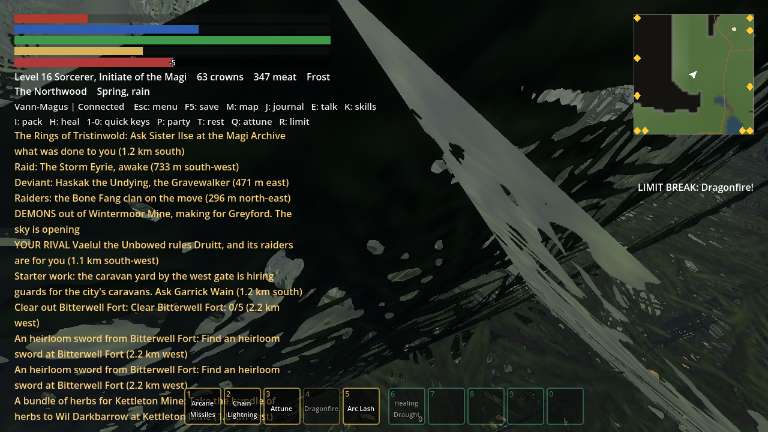 5
Level 16 Sorcerer, Initiate of the Magi 63 crowns 347 meat Frost
The Northwood Spring, rain
Vann-Magus | Connected Esc: menu F5: save M: map J: journal E: talk K: skills
I: pack H: heal 1-0: quick keys P: party T: rest Q: attune R: limit
The Rings of Tristinwold: Ask Sister Ilse at the Magi Archive
what was done to you (1.2 km south)
Raid: The Storm Eyrie, awake (733 m south-west)
Deviant: Haskak the Undying, the Gravewalker (471 m east)
Raiders: the Bone Fang clan on the move (296 m north-east)
LIMIT BREAK: Dragonfire!
DEMONS out of Wintermoor Mine, making for Greyford. The
sky is opening
YOUR RIVAL Vaelul the Unbowed rules Druitt, and its raiders
are for you (1.1 km south-west)
Starter work: the caravan yard by the west gate is hiring
guards for the city's caravans. Ask Garrick Wain (1.2 km south)
Clear out Bitterwell Fort: Clear Bitterwell Fort: 0/5 (2.2 km
west)
An heirloom sword from Bitterwell Fort: Find an heirloom
sword at Bitterwell Fort (2.2 km west)
An heirloom sword from Bitterwell Fort: Find an heirloom
sword at Bitterwell Fort (2.2 km west)
A bundle of herbs for Kettleton Mine
herbs to Wil Darkbarrow at Kettleton
1 Arcane Missiles
2 Chain Lightning
3 Attune
4 Dragonfire
5 Arc Lash
6 Healing Draught 0
7
8
9
0